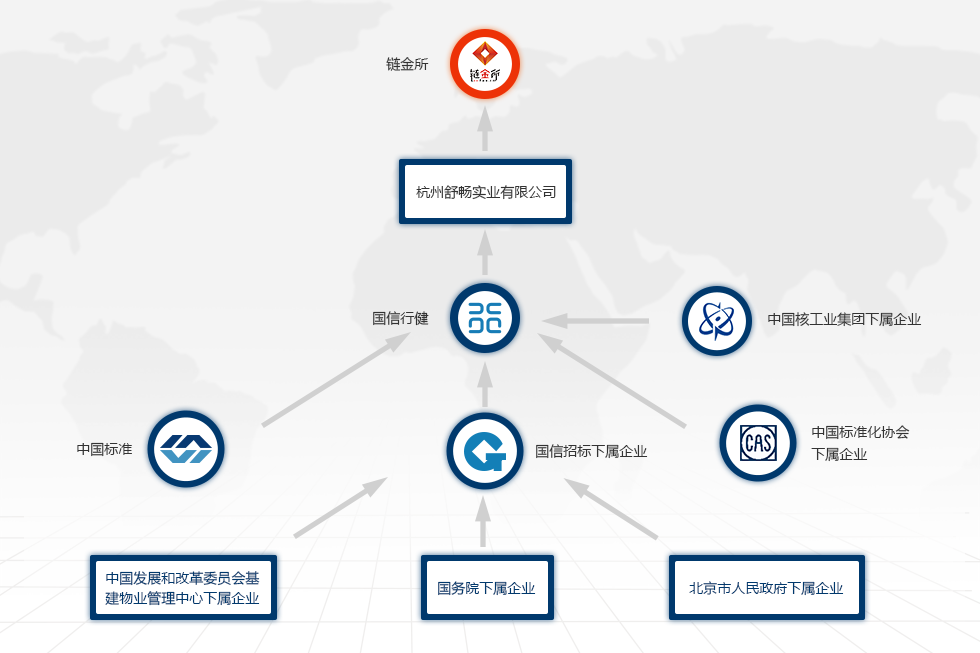 链金所
链金所
杭州舒畅实业有限公司
国信行健
中国核工业集团下属企业
中国标准
国信招标下属企业
CAS
中国标准化协会
下属企业
中国发展和改革委员会基
建物业管理中心下属企业
国务院下属企业
北京市人民政府下属企业